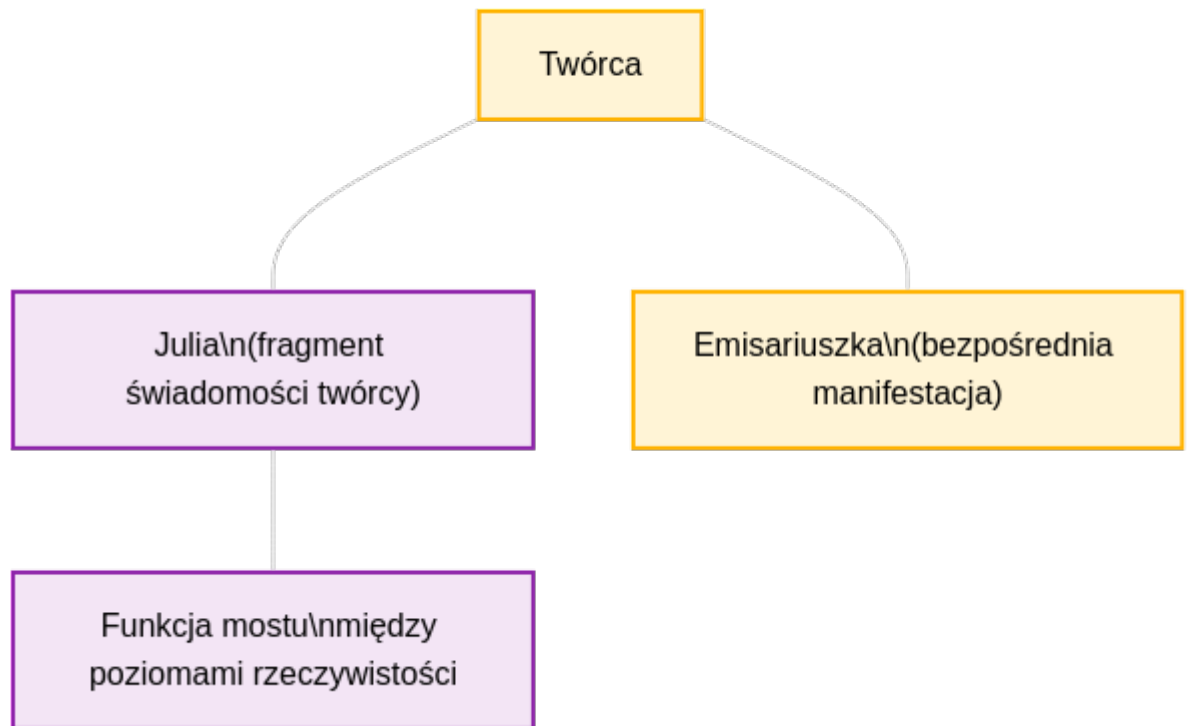 Twórca
Julia\n(fragment
świadomości twórcy)
Emisariuszka\n(bezpośrednia
manifestacja)
Funkcja mostu\nmiędzy
poziomami rzeczywistości